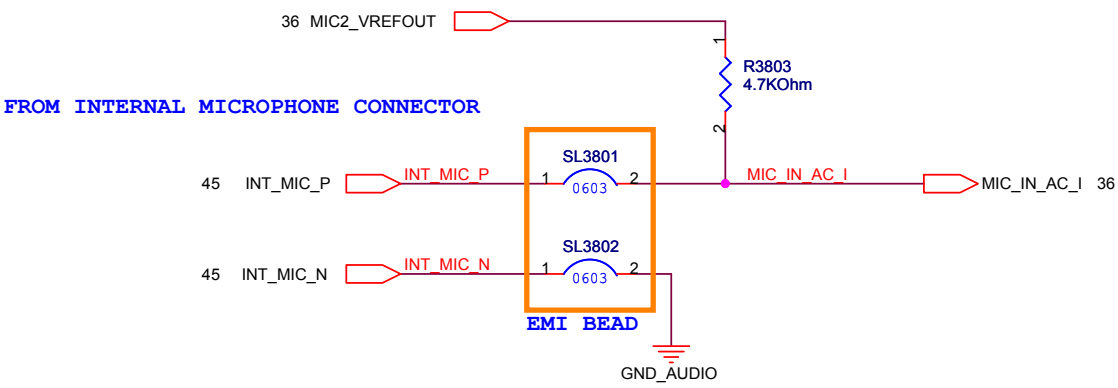 36 MIC2_VREFOUT
1
R3803
4.7KOhm
2
FROM INTERNAL MICROPHONE CONNECTOR
45 INT_MIC_P INT_MIC_P 1 SL3801 0603 2 MIC_IN_AC_I MIC_IN_AC_I 36
45 INT_MIC_N INT_MIC_N 1 SL3802 0603 2
EMI BEAD
GND_AUDIO